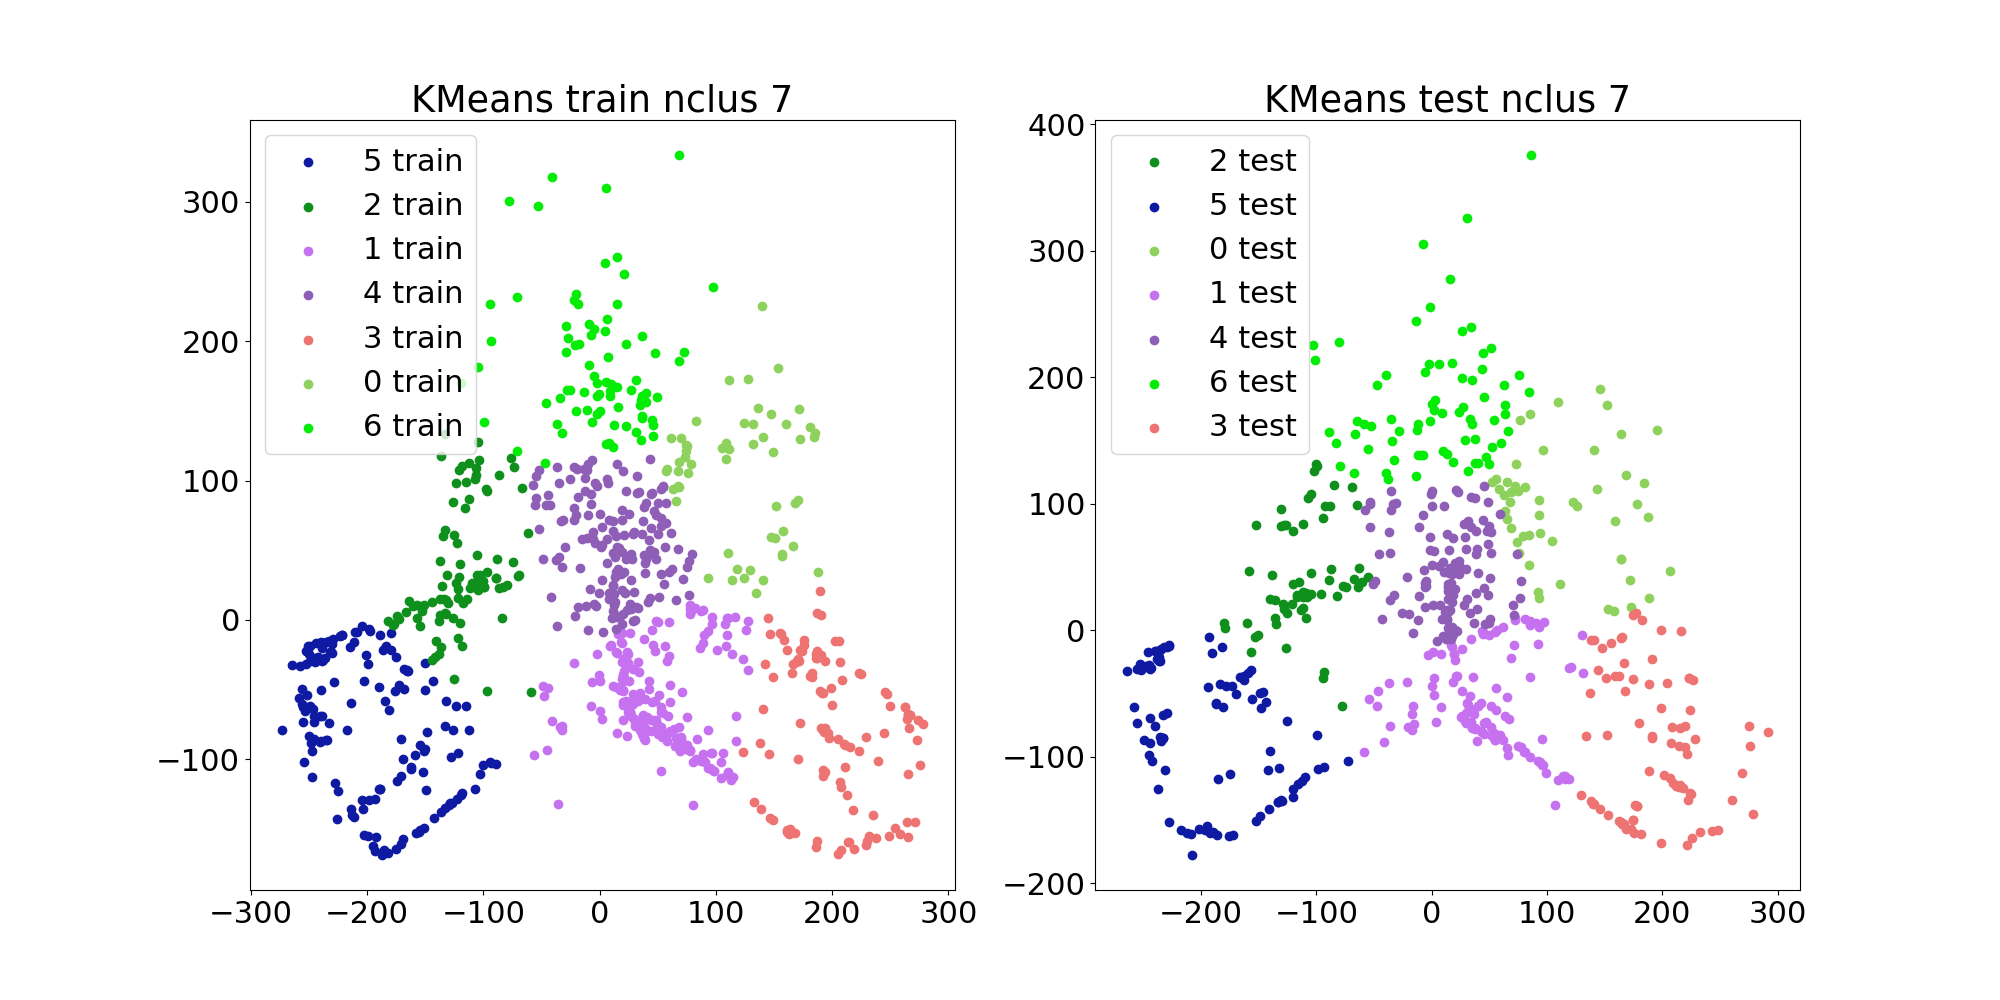 KMeans train nclus 7
5 train
2 train
1 train
4 train
3 train
0 train
6 train
300
200
100
0
−100
−300 −200 −100 0 100 200 300
KMeans test nclus 7
2 test
5 test
0 test
1 test
4 test
6 test
3 test
400
300
200
100
0
−100
−200
−200 −100 0 100 200 300